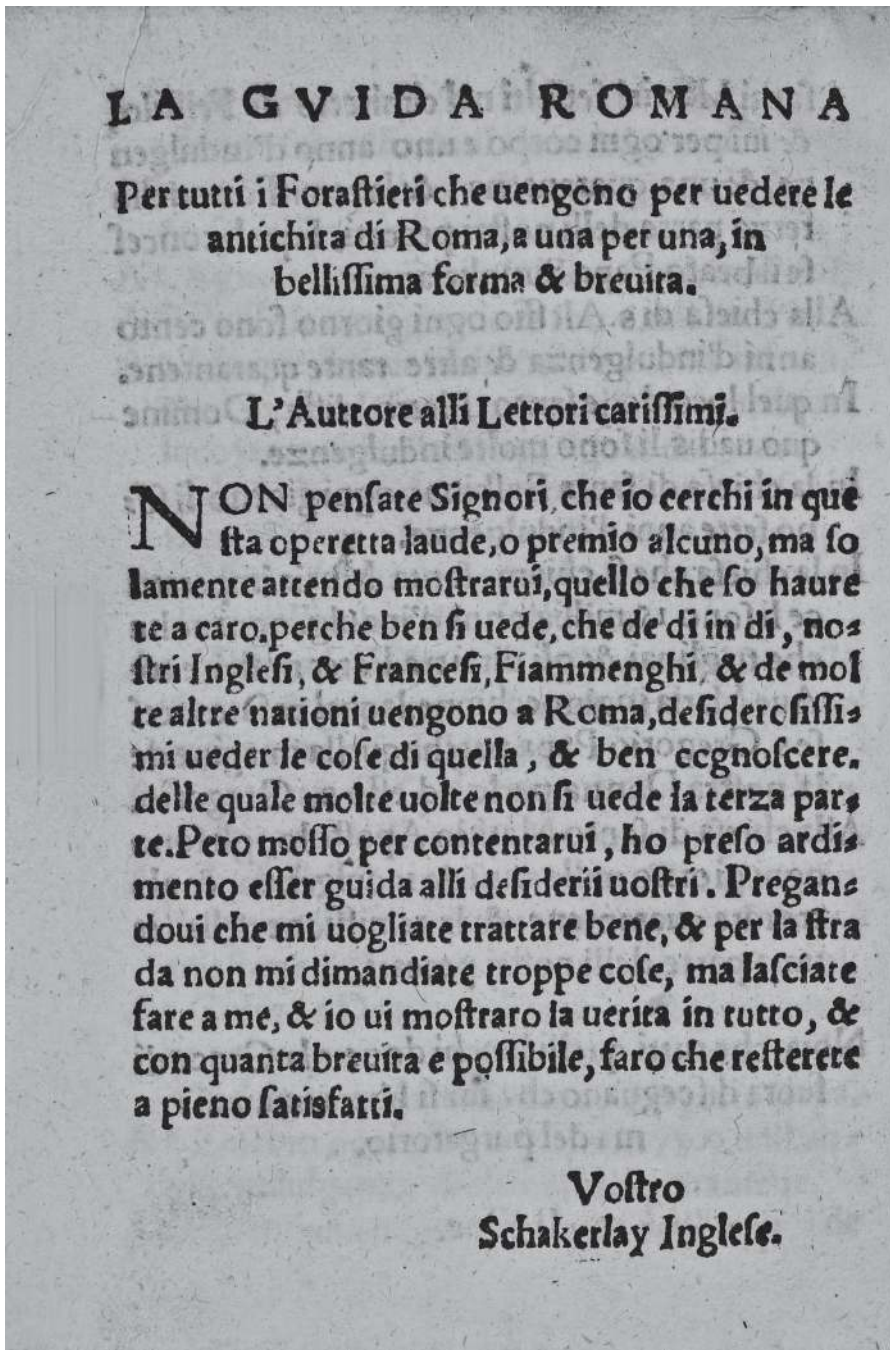 LA GVIDA ROMANA
Per tutti i Foraſtieri che uengono per uedere le
antichita di Roma, a una per una, in
belliſſima forma & breuita.
L'Auttore alli Lettori cariſſimi.
NON penſate Signori, che io cerchi in que
ſta operetta laude, o premio alcuno, ma ſo
lamente attendo moſtrarui, quello che ſo haure
te a caro. perche ben ſi uede, che de di in di, no⸗
ſtri Ingleſi, & Franceſi, Fiammenghi, & de mol
te altre nationi uengono a Roma, deſideroſiſſi⸗
mi ueder le coſe di quella, & ben cognoſcere.
delle quale molte uolte non ſi uede la terza par⸗
te. Pero moſſo per contentarui, ho preſo ardi⸗
mento eſſer guida alli deſiderii uoſtri. Pregan⸗
doui che mi uogliate trattare bene, & per la ſtra
da non mi dimandiate troppe coſe, ma laſciate
fare a me, & io ui moſtraro la uerita in tutto, &
con quanta breuita e poſſibile, faro che reſterete
a pieno ſatisfatti.
Voſtro
Schakerlay Ingleſe.